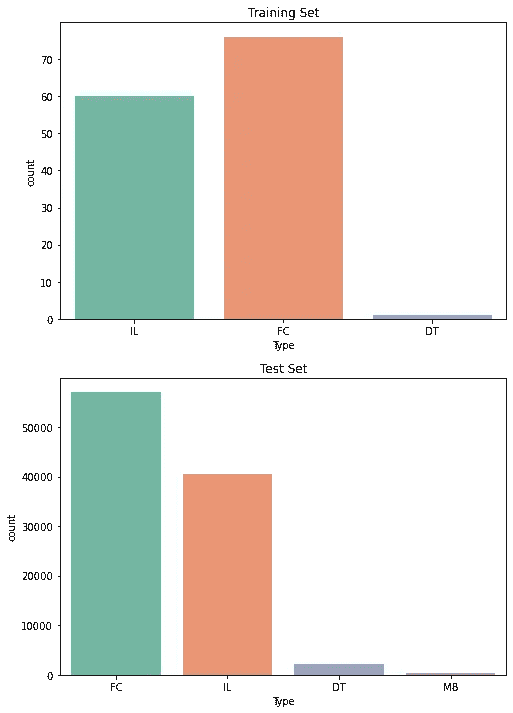 Training Set
70
60
50
40
30
20
10
0
count
IL FC DT
Type
Test Set
50000
40000
30000
20000
10000
0
count
FC IL DT MB
Type